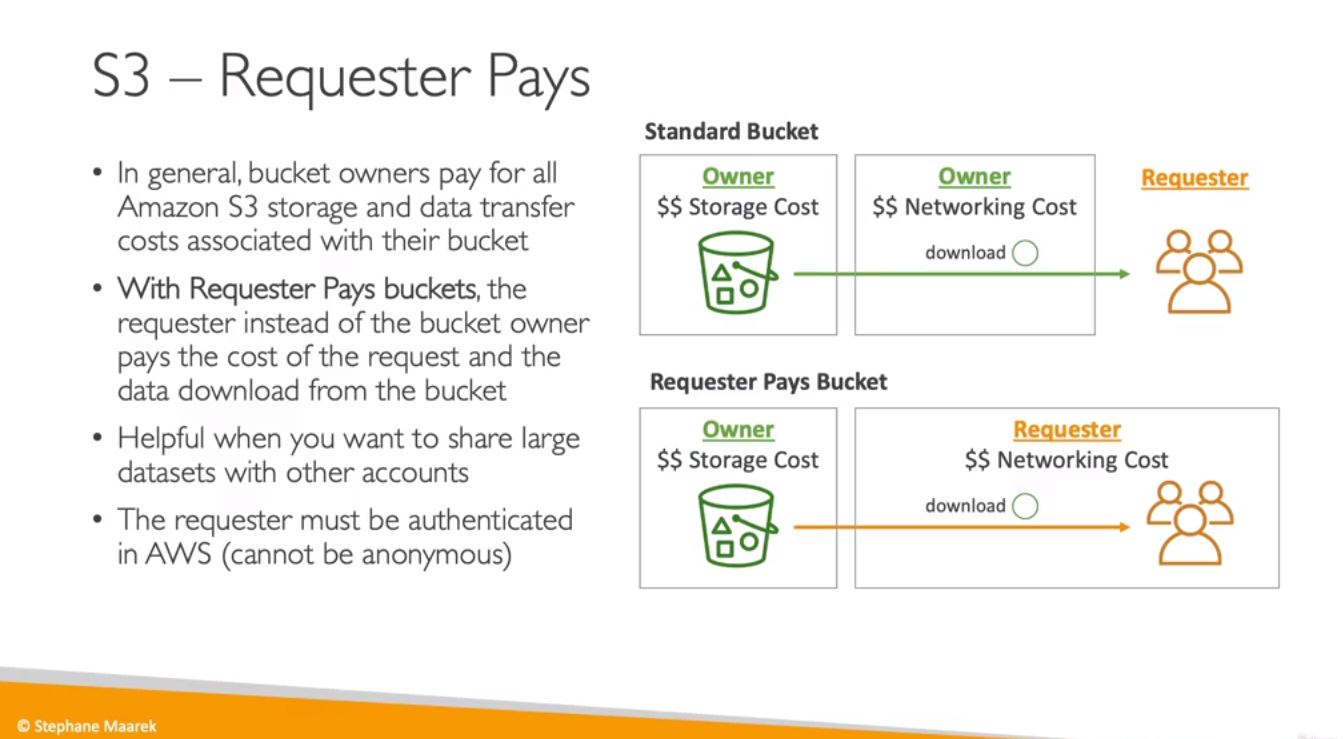 S3 – Requester Pays
• In general, bucket owners pay for all
Amazon S3 storage and data transfer
costs associated with their bucket
• With Requester Pays buckets, the
requester instead of the bucket owner
pays the cost of the request and the
data download from the bucket
• Helpful when you want to share large
datasets with other accounts
• The requester must be authenticated
in AWS (cannot be anonymous)
Standard Bucket
Owner
$$ Storage Cost
Owner
$$ Networking Cost
download
Requester
Requester Pays Bucket
Owner
$$ Storage Cost
Requester
$$ Networking Cost
download
© Stephane Maarek